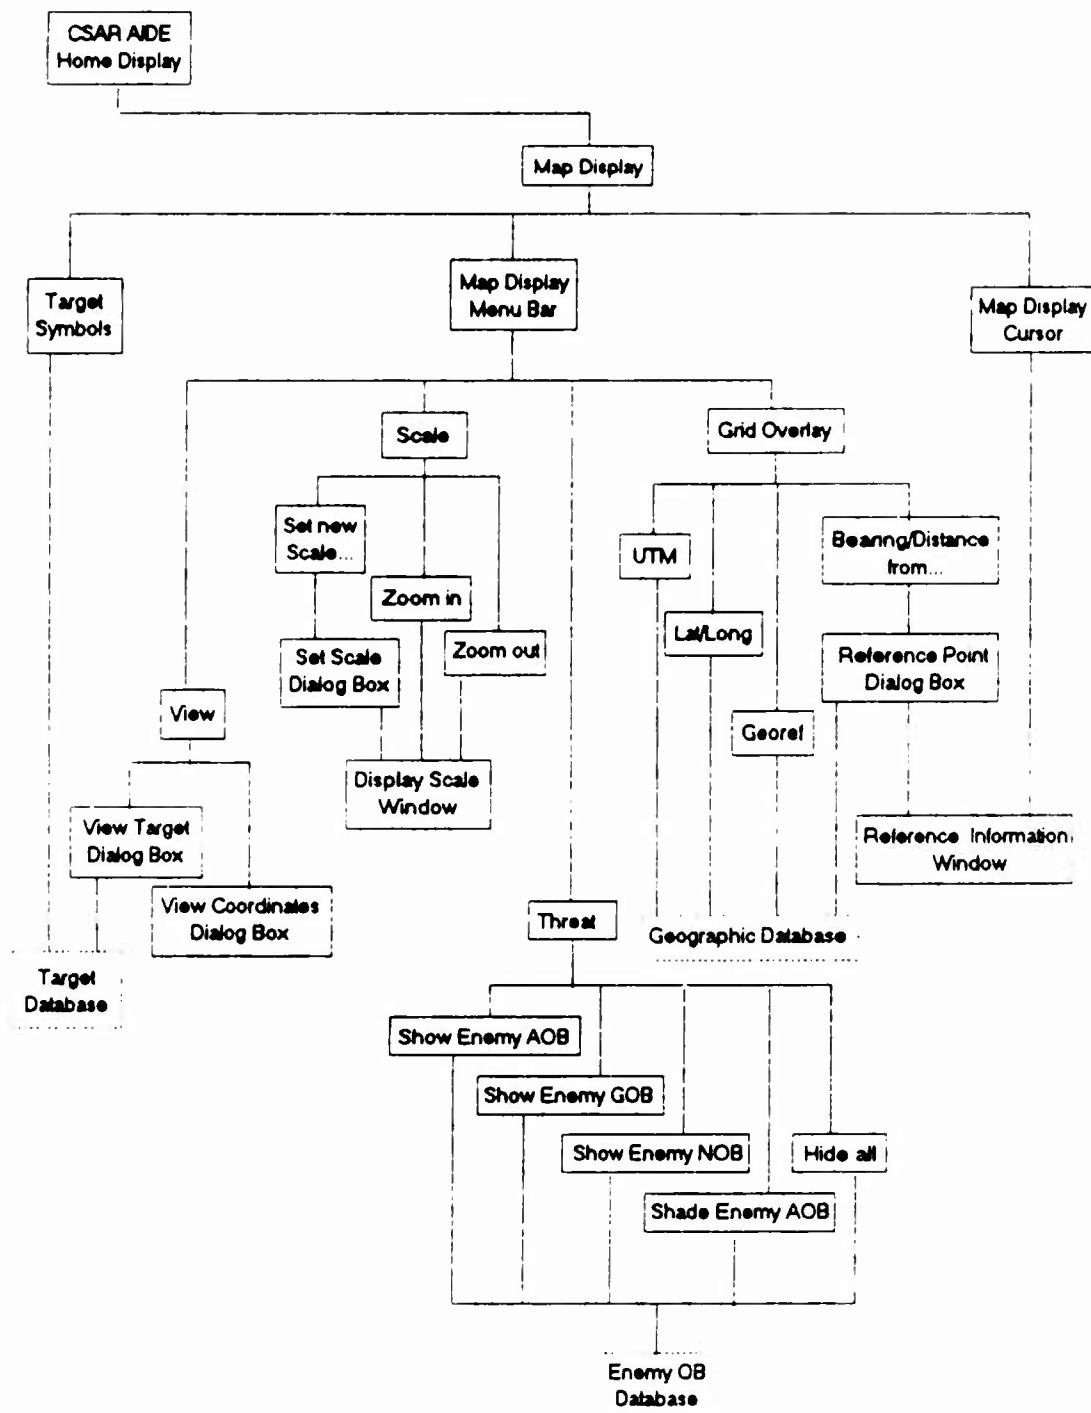 CSAR AIDE
Home Display
Map Display
Target
Symbols
Map Display
Menu Bar
Map Display
Cursor
Scale
Grid Overlay
Set new
Scale...
UTM
Bearing/Distance
from...
Zoom in
Lat/Long
Set Scale
Dialog Box
Zoom out
Reference Point
Dialog Box
View
Georef
Display Scale
Window
View Target
Dialog Box
Reference Information
Window
View Coordinates
Dialog Box
Threat
Geographic Database
Target
Database
Show Enemy AOB
Show Enemy GOB
Show Enemy NOB
Hide all
Shade Enemy AOB
Enemy OB
Database